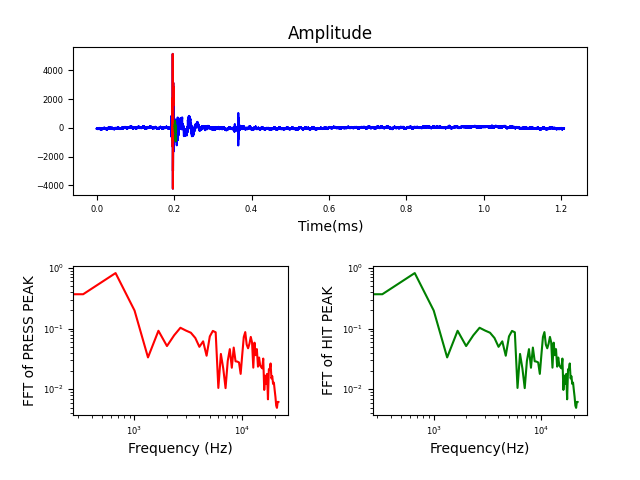 Amplitude
4000
2000
0
−2000
−4000
0.0 0.2 0.4 0.6 0.8 1.0 1.2
Time(ms)
FFT of PRESS PEAK
10⁰
10⁻¹
10⁻²
10³ 10⁴
Frequency (Hz)
FFT of HIT PEAK
10⁰
10⁻¹
10⁻²
10³ 10⁴
Frequency(Hz)